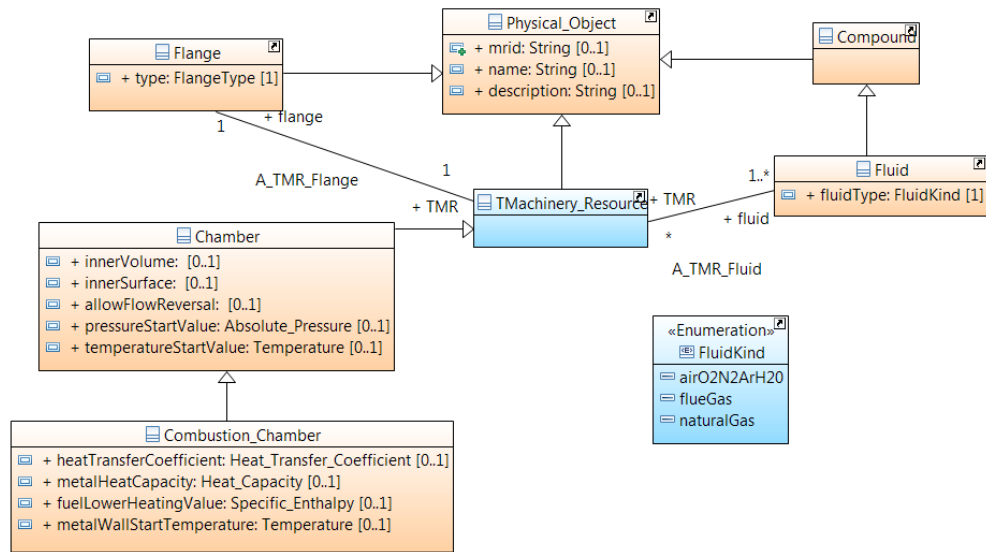 Physical_Object
+ mrid: String [0..1]
+ name: String [0..1]
+ description: String [0..1]
Flange
+ type: FlangeType [1]
Compound
+ flange
1
A_TMR_Flange
1
+ TMR
TMachinery_Resource
+ TMR
*
1..*
+ fluid
A_TMR_Fluid
Fluid
+ fluidType: FluidKind [1]
Chamber
+ innerVolume: [0..1]
+ innerSurface: [0..1]
+ allowFlowReversal: [0..1]
+ pressureStartValue: Absolute_Pressure [0..1]
+ temperatureStartValue: Temperature [0..1]
«Enumeration»
FluidKind
airO2N2ArH20
flueGas
naturalGas
Combustion_Chamber
+ heatTransferCoefficient: Heat_Transfer_Coefficient [0..1]
+ metalHeatCapacity: Heat_Capacity [0..1]
+ fuelLowerHeatingValue: Specific_Enthalpy [0..1]
+ metalWallStartTemperature: Temperature [0..1]